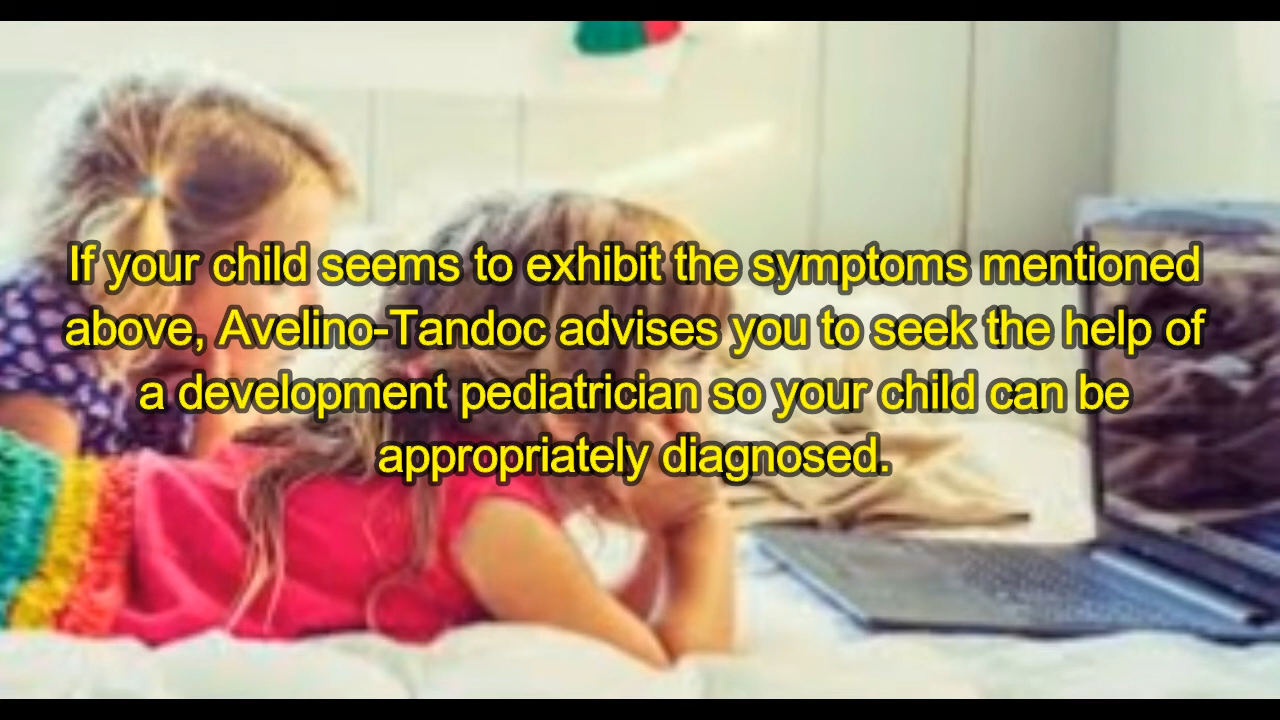 If your child seems to exhibit the symptoms mentioned
above, Avelino-Tandoc advises you to seek the help of
a development pediatrician so your child can be
appropriately diagnosed.